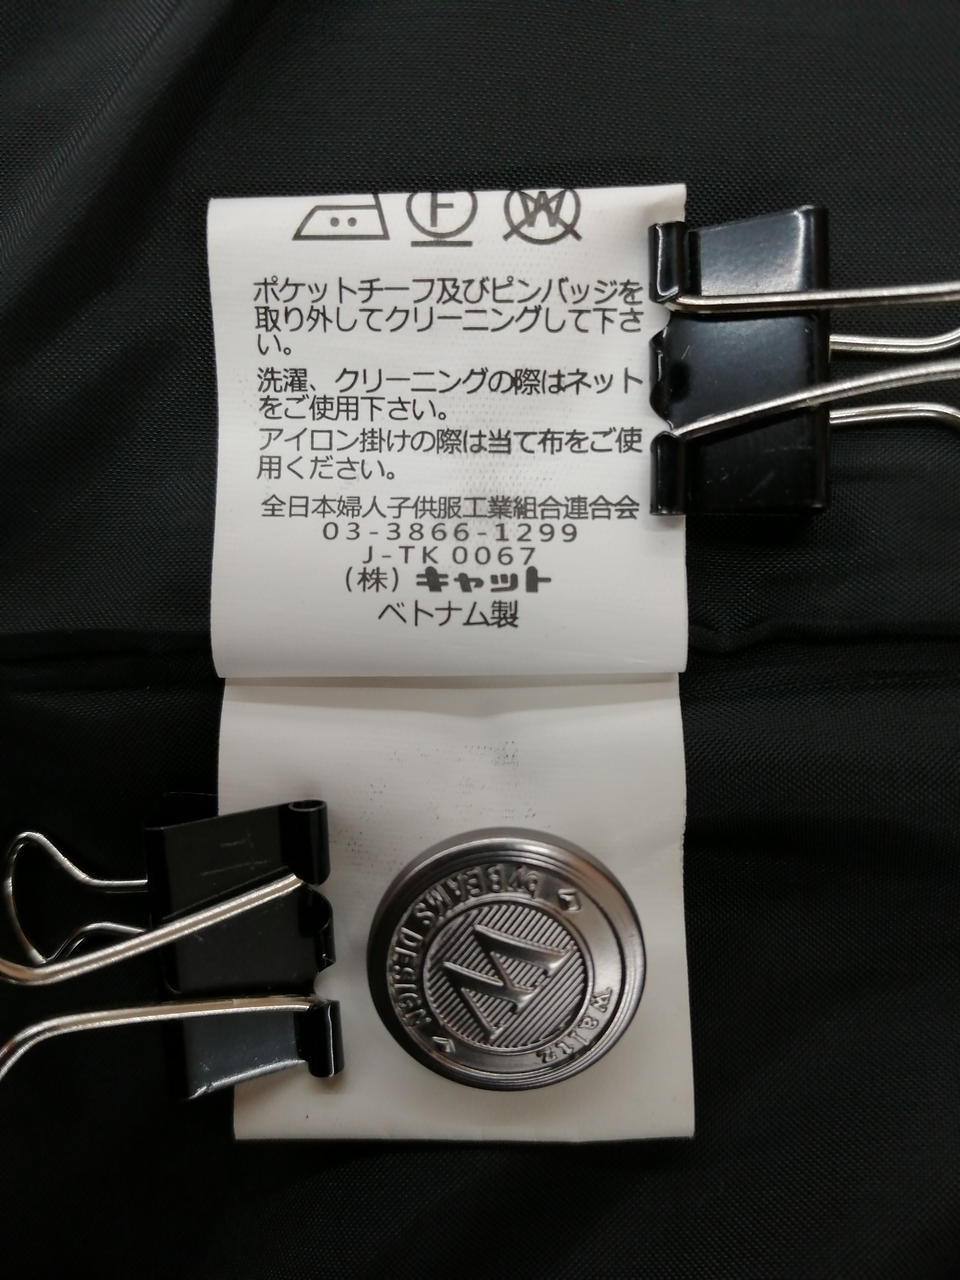 F
W
ポケットチーフ及びピンバッジを
取り外してクリーニングして下さ
い。
洗濯、クリーニングの際はネット
をご使用下さい。
アイロン掛けの際は当て布をご使
用ください。
全日本婦人子供服工業組合連合会
03-3866-1299
J-TK0067
(株)キャット
ベトナム製
Waltz
byBEAMS DESIGN
W